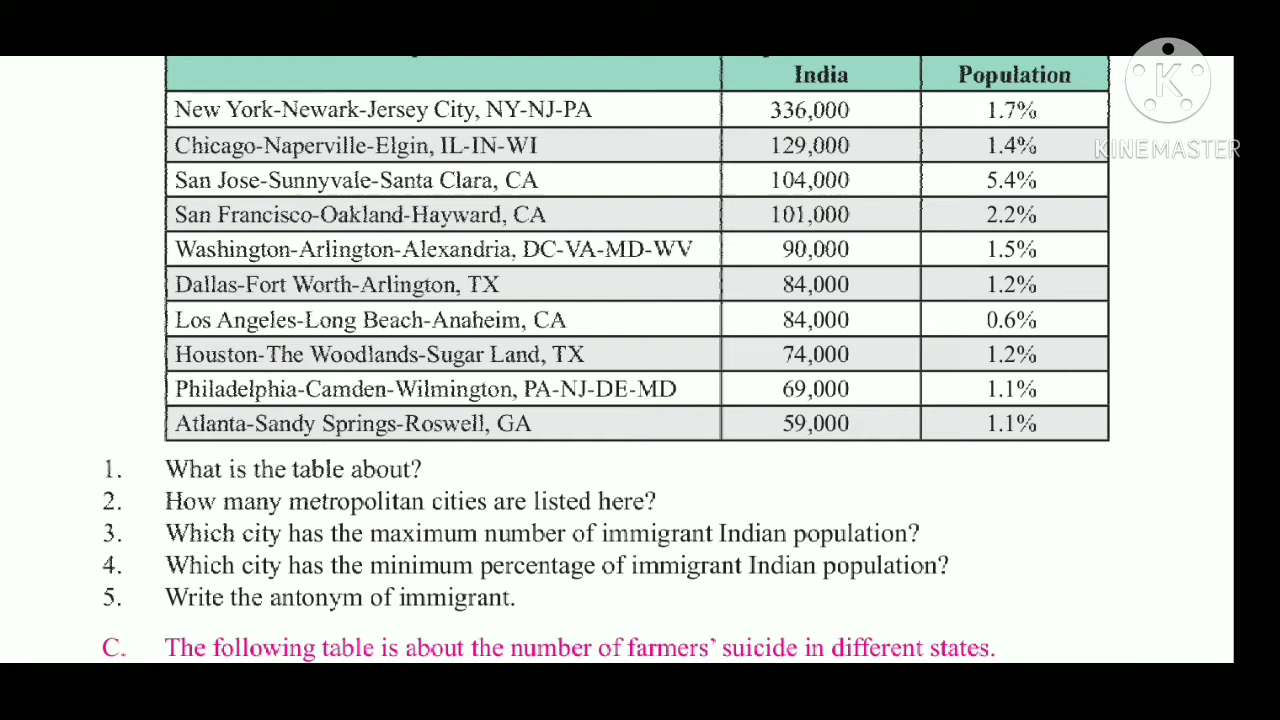 India Population
New York-Newark-Jersey City, NY-NJ-PA 336,000 1.7%
Chicago-Naperville-Elgin, IL-IN-WI 129,000 1.4%
San Jose-Sunnyvale-Santa Clara, CA 104,000 5.4%
San Francisco-Oakland-Hayward, CA 101,000 2.2%
Washington-Arlington-Alexandria, DC-VA-MD-WV 90,000 1.5%
Dallas-Fort Worth-Arlington, TX 84,000 1.2%
Los Angeles-Long Beach-Anaheim, CA 84,000 0.6%
Houston-The Woodlands-Sugar Land, TX 74,000 1.2%
Philadelphia-Camden-Wilmington, PA-NJ-DE-MD 69,000 1.1%
Atlanta-Sandy Springs-Roswell, GA 59,000 1.1%
1. What is the table about?
2. How many metropolitan cities are listed here?
3. Which city has the maximum number of immigrant Indian population?
4. Which city has the minimum percentage of immigrant Indian population?
5. Write the antonym of immigrant.
C. The following table is about the number of farmers' suicide in different states.
K
KINEMASTER